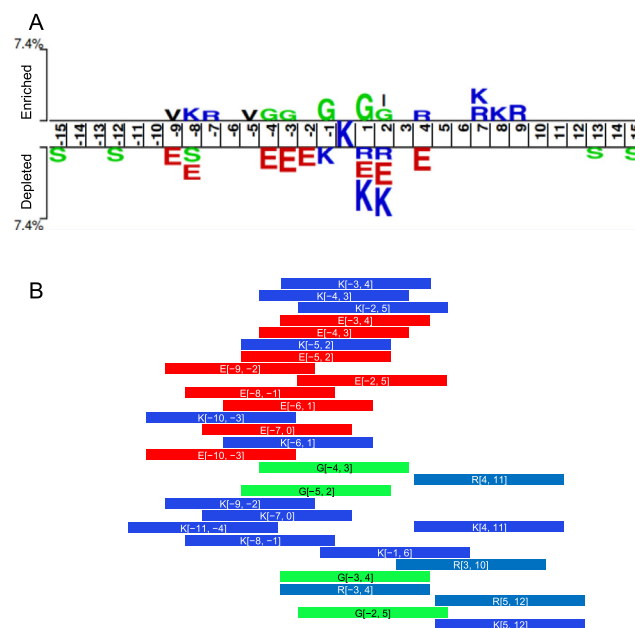 A
7.4%
Enriched
V K R V G G G G I G R K R K R
-15 -14 -13 -12 -11 -10 -9 -8 -7 -6 -5 -4 -3 -2 -1 K 1 2 3 4 5 6 7 8 9 10 11 12 13 14 15
S S E S E E E E K R E K R E K E S S
Depleted
7.4%
B
K[−3, 4]
K[−4, 3]
K[−2, 5]
E[−3, 4]
E[−4, 3]
K[−5, 2]
E[−5, 2]
E[−9, −2]
E[−2, 5]
E[−8, −1]
E[−6, 1]
K[−10, −3]
E[−7, 0]
K[−6, 1]
E[−10, −3]
G[−4, 3]
R[4, 11]
G[−5, 2]
K[−9, −2]
K[−7, 0]
K[−11, −4] K[4, 11]
K[−8, −1]
K[−1, 6]
R[3, 10]
G[−3, 4]
R[−3, 4]
R[5, 12]
G[−2, 5]
K[5, 12]